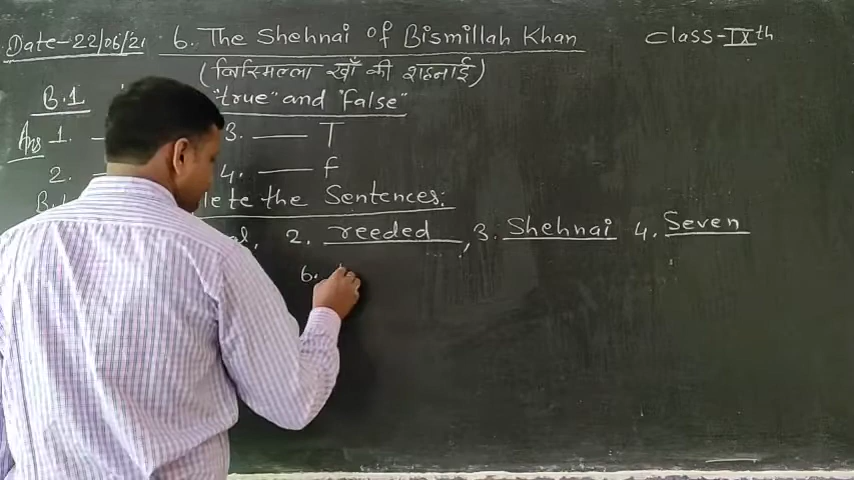 Date-22/06/21 6. The Shehnai of Bismillah Khan Class-IXth
(बिस्मिल्ला खाँ की शहनाई)
B.1 "true" and "False"
Ans 1. — 3. — T
2. 4. — f
B. lete the Sentences:
2. reeded, 3. Shehnai 4. Seven
6.